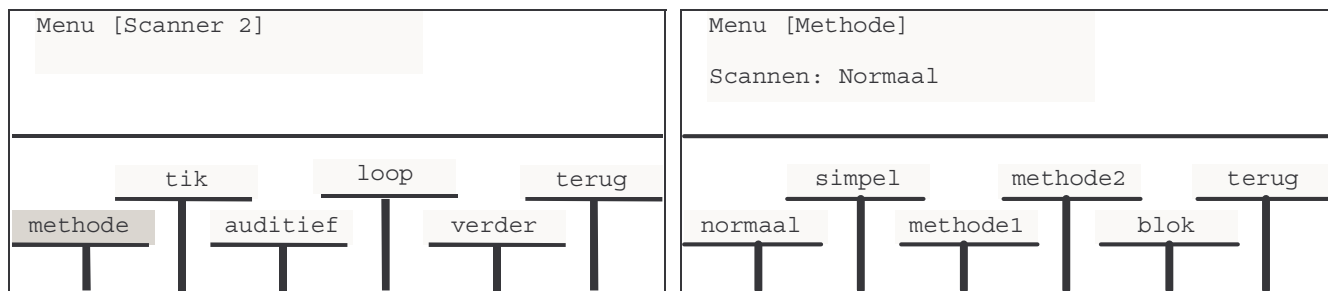 Menu [Scanner 2]
tik loop terug
methode auditief verder
Menu [Methode]
Scannen: Normaal
simpel methode2 terug
normaal methode1 blok